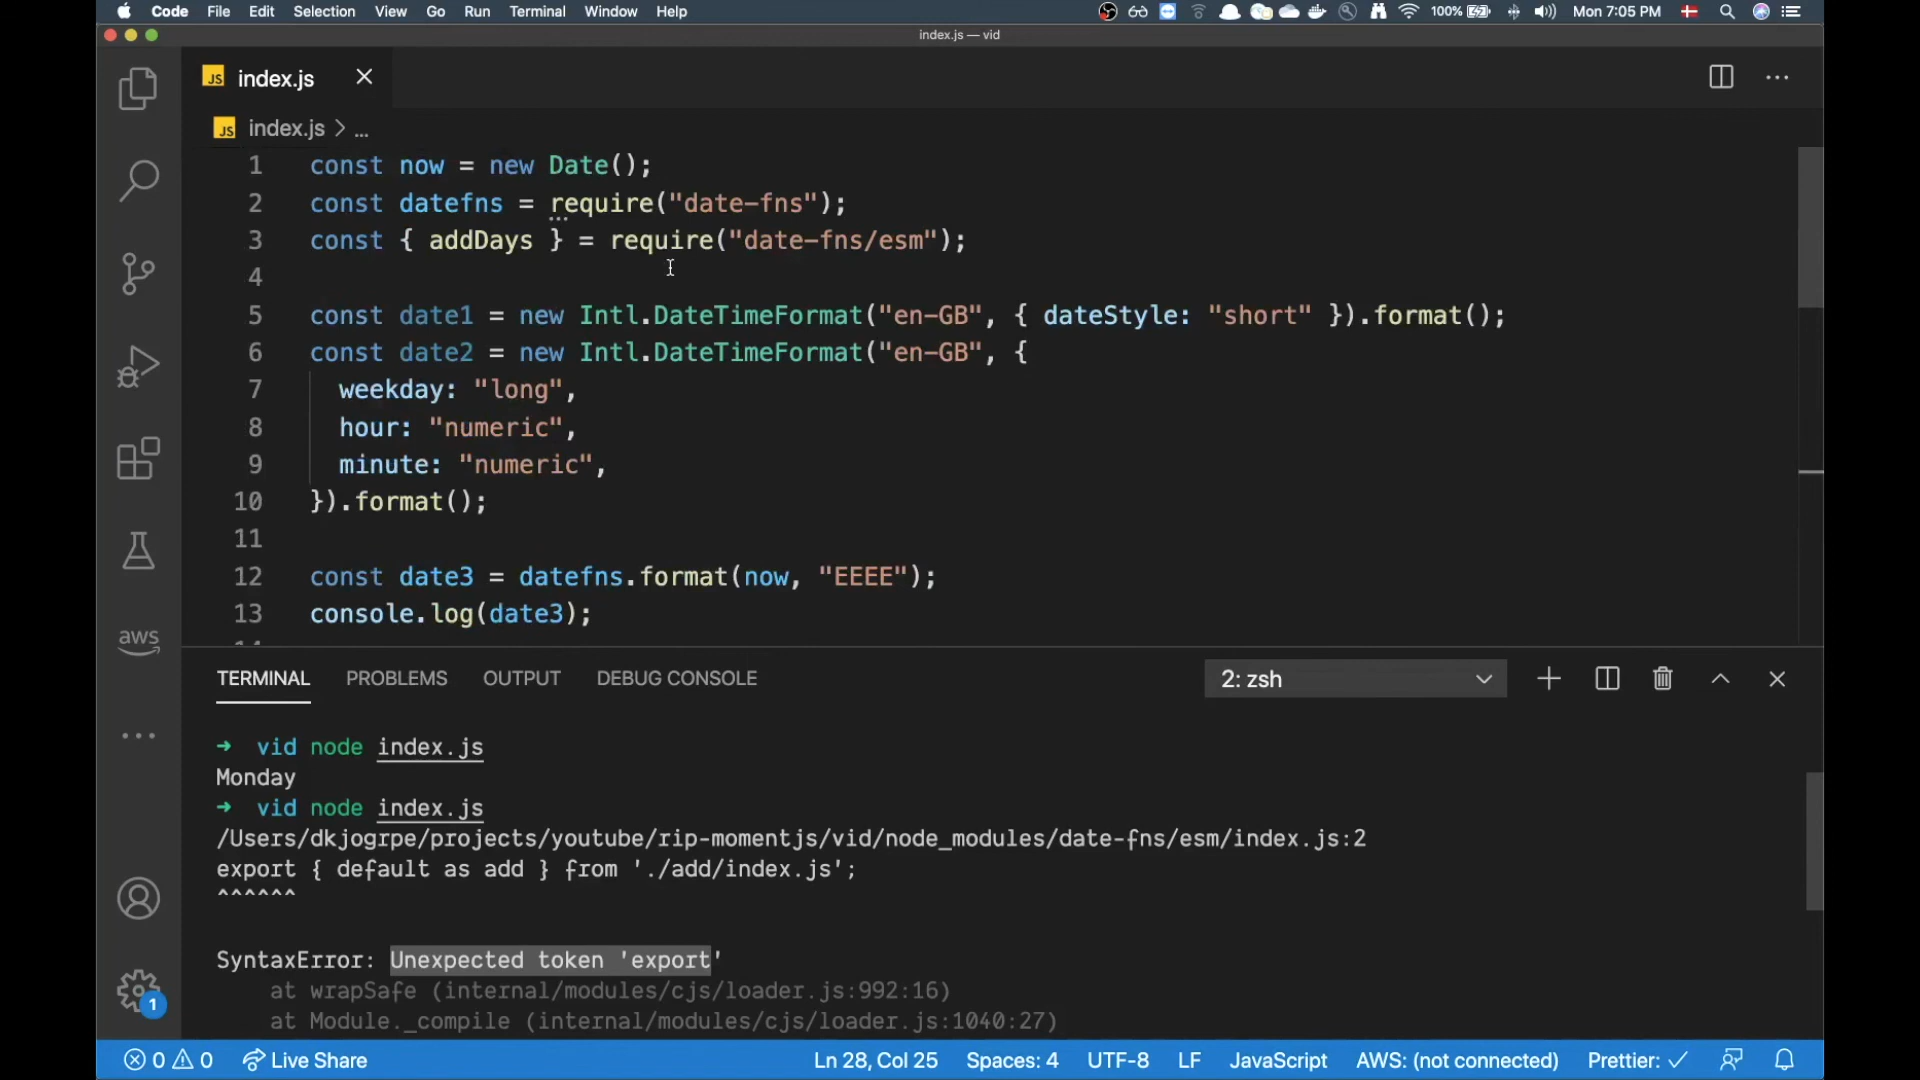 Code File Edit Selection View Go Run Terminal Window Help 100% Mon 7:05 PM
index.js — vid
JS index.js
JS index.js > ...
1 const now = new Date();
2 const datefns = require("date-fns");
3 const { addDays } = require("date-fns/esm");
4
5 const date1 = new Intl.DateTimeFormat("en-GB", { dateStyle: "short" }).format();
6 const date2 = new Intl.DateTimeFormat("en-GB", {
7 weekday: "long",
8 hour: "numeric",
9 minute: "numeric",
10 }).format();
11
12 const date3 = datefns.format(now, "EEEE");
13 console.log(date3);
aws
TERMINAL PROBLEMS OUTPUT DEBUG CONSOLE 2: zsh
→ vid node index.js
Monday
→ vid node index.js
/Users/dkjogrpe/projects/youtube/rip-momentjs/vid/node_modules/date-fns/esm/index.js:2
export { default as add } from './add/index.js';
^^^^^^
SyntaxError: Unexpected token 'export'
at wrapSafe (internal/modules/cjs/loader.js:992:16)
at Module._compile (internal/modules/cjs/loader.js:1040:27)
1
0 0 Live Share Ln 28, Col 25 Spaces: 4 UTF-8 LF JavaScript AWS: (not connected) Prettier: ✓